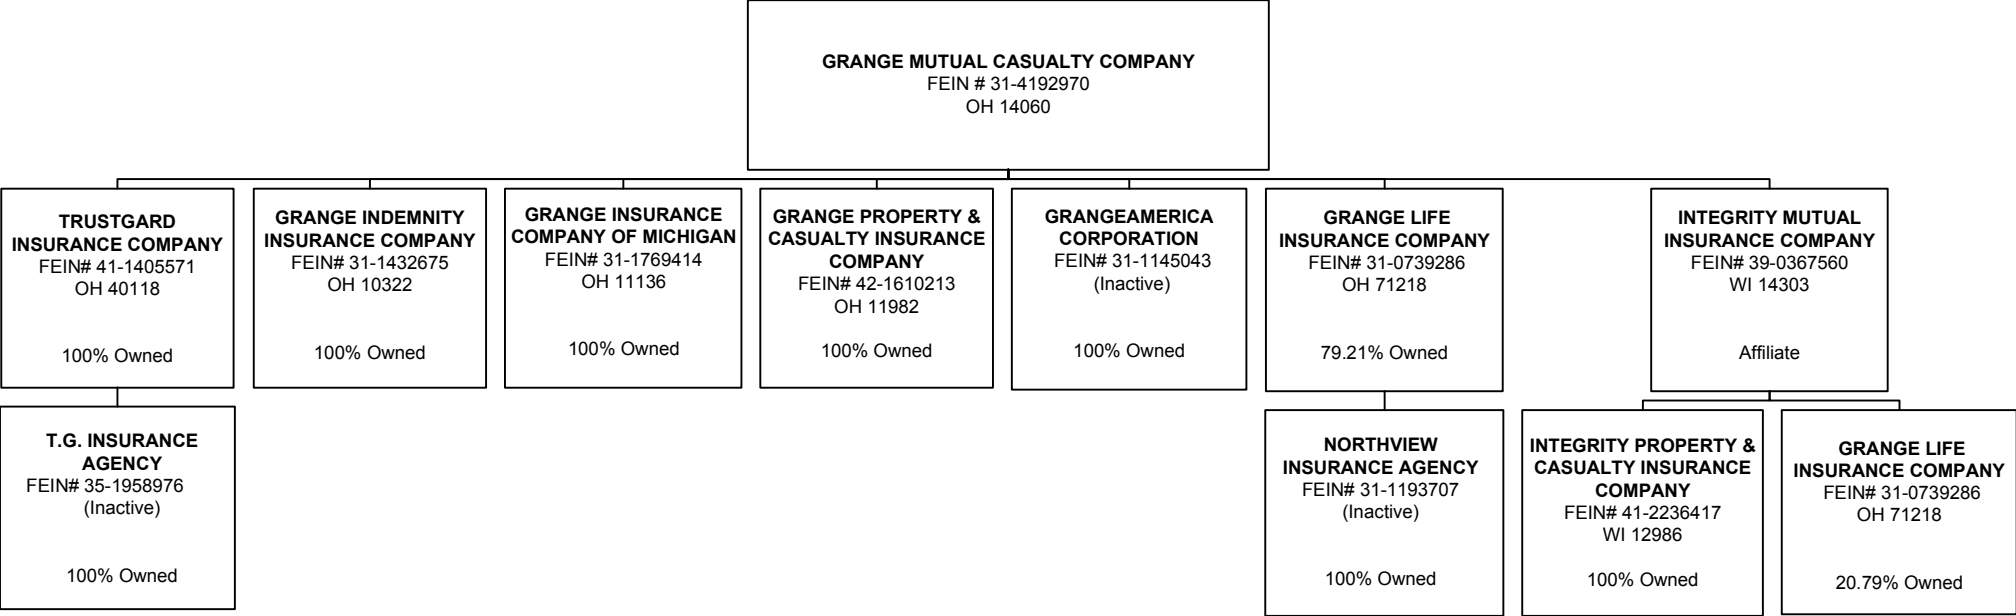 GRANGE MUTUAL CASUALTY COMPANY
FEIN # 31-4192970
OH 14060
TRUSTGARD
INSURANCE COMPANY
FEIN# 41-1405571
OH 40118
100% Owned
GRANGE INDEMNITY
INSURANCE COMPANY
FEIN# 31-1432675
OH 10322
100% Owned
GRANGE INSURANCE
COMPANY OF MICHIGAN
FEIN# 31-1769414
OH 11136
100% Owned
GRANGE PROPERTY &
CASUALTY INSURANCE
COMPANY
FEIN# 42-1610213
OH 11982
100% Owned
GRANGEAMERICA
CORPORATION
FEIN# 31-1145043
(Inactive)
100% Owned
GRANGE LIFE
INSURANCE COMPANY
FEIN# 31-0739286
OH 71218
79.21% Owned
INTEGRITY MUTUAL
INSURANCE COMPANY
FEIN# 39-0367560
WI 14303
Affiliate
T.G. INSURANCE
AGENCY
FEIN# 35-1958976
(Inactive)
100% Owned
NORTHVIEW
INSURANCE AGENCY
FEIN# 31-1193707
(Inactive)
100% Owned
INTEGRITY PROPERTY &
CASUALTY INSURANCE
COMPANY
FEIN# 41-2236417
WI 12986
100% Owned
GRANGE LIFE
INSURANCE COMPANY
FEIN# 31-0739286
OH 71218
20.79% Owned